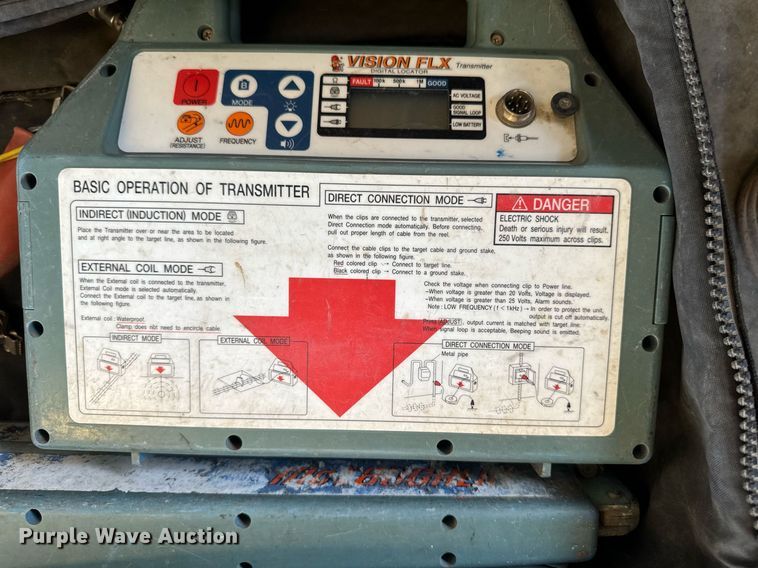 VISION FLX Transmitter
DIGITAL LOCATOR
POWER
MODE
ADJUST
(RESISTANCE)
FREQUENCY
FAULT 100k 500k 1M GOOD
AC VOLTAGE
GOOD
SIGNAL LOOP
LOW BATTERY
BASIC OPERATION OF TRANSMITTER
INDIRECT (INDUCTION) MODE
Place the Transmitter over or near the area to be located
and at right angle to the target line, as shown in the following figure.
EXTERNAL COIL MODE
When the External coil is connected to the transmitter,
External Coil mode is selected automatically.
Connect the External coil to the target line, as shown in
the following figure.
External coil : Waterproof.
Clamp does not need to encircle cable.
INDIRECT MODE
EXTERNAL COIL MODE
DIRECT CONNECTION MODE
When the clips are connected to the transmitter, selected
Direct Connection mode automatically. Before connecting,
pull out proper length of cable from the reel.
Connect the cable clips to the target cable and ground stake,
as shown in the following figure.
Red colored clip → Connect to target line.
Black colored clip → Connect to a ground stake.
DANGER
ELECTRIC SHOCK
Death or serious injury will result.
250 Volts maximum across clips.
Check the voltage when connecting clip to Power line.
–When voltage is greater than 20 Volts, Voltage is displayed.
–When voltage is greater than 25 Volts, Alarm sounds.
Note : LOW FREQUENCY ( f < 1kHz ) → In order to protect the unit,
output is cut off automatically.
Press ADJUST, output current is matched with target line.
When signal loop is acceptable, Beeping sound is emitted.
DIRECT CONNECTION MODE
Metal pipe
Purple Wave Auction